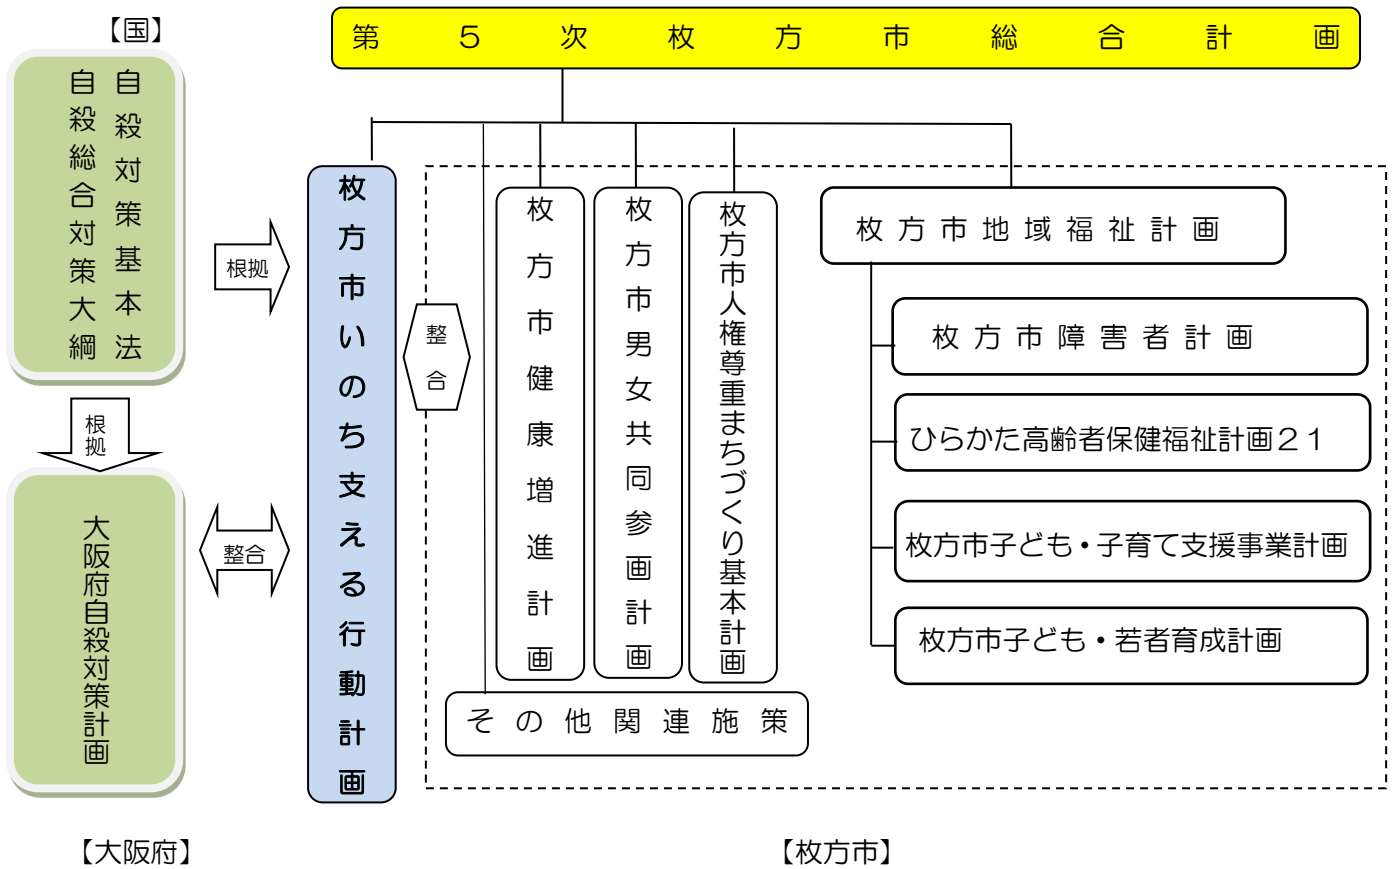 【国】
第５次枚方市総合計画
自殺対策基本法
自殺総合対策大綱
根拠
根拠
大阪府自殺対策計画
整合
枚方市いのち支える行動計画
整合
枚方市健康増進計画
枚方市男女共同参画計画
枚方市人権尊重まちづくり基本計画
その他関連施策
枚方市地域福祉計画
枚方市障害者計画
ひらかた高齢者保健福祉計画２１
枚方市子ども・子育て支援事業計画
枚方市子ども・若者育成計画
【大阪府】
【枚方市】